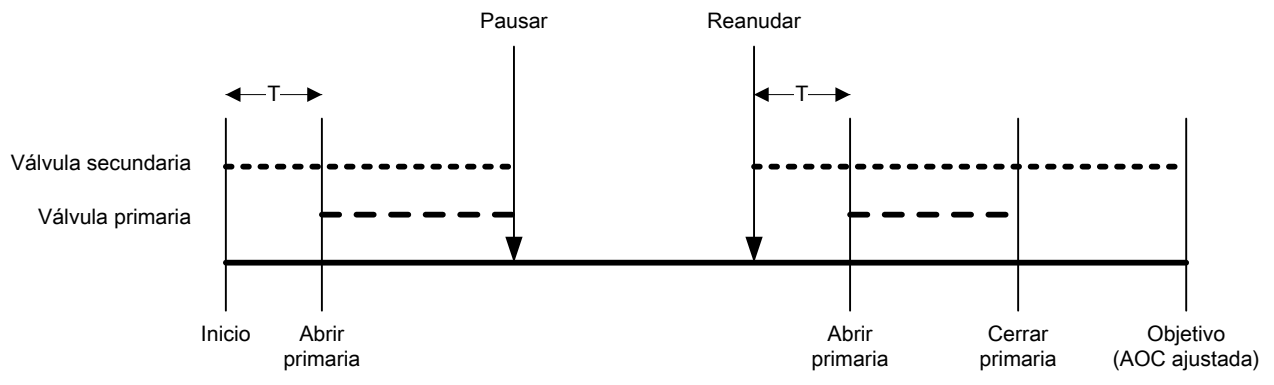 Pausar
Reanudar
T
T
Válvula secundaria
Válvula primaria
Inicio
Abrir
primaria
Abrir
primaria
Cerrar
primaria
Objetivo
(AOC ajustada)